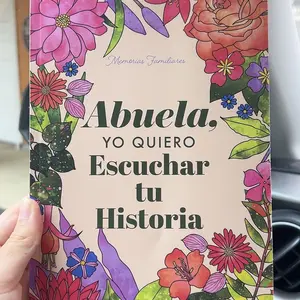 Memorias Familiares
Abuela,
YO QUIERO
Escuchar
tu
Historia